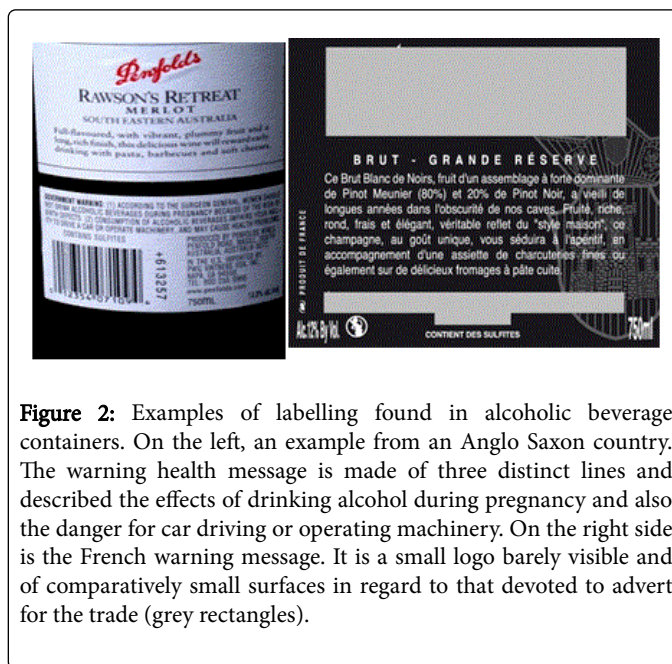 Penfolds
RAWSON'S RETREAT
MERLOT
SOUTH EASTERN AUSTRALIA
Full-flavoured, with vibrant, plummy fruit and a
long, rich finish, this delicious wine will reward early
drinking with pasta, barbecues and soft cheeses.
GOVERNMENT WARNING: (1) ACCORDING TO THE SURGEON GENERAL, WOMEN SHOULD
NOT DRINK ALCOHOLIC BEVERAGES DURING PREGNANCY BECAUSE OF THE RISK OF
BIRTH DEFECTS. (2) CONSUMPTION OF ALCOHOLIC BEVERAGES IMPAIRS YOUR ABILI-
TY TO DRIVE A CAR OR OPERATE MACHINERY, AND MAY CAUSE HEALTH PROBLEMS.
CONTAINS SULFITES
+613257
750ML
BRUT - GRANDE RÉSERVE
Ce Brut Blanc de Noirs, fruit d'un assemblage à forte dominante
de Pinot Meunier (80%) et 20% de Pinot Noir, a vieilli de
longues années dans l'obscurité de nos caves. Fruité, riche,
rond, frais et élégant, véritable reflet du "style maison", ce
champagne, au goût unique, vous séduira à l'apéritif, en
accompagnement d'une assiette de charcuteries fines ou
également sur de délicieux fromages à pâte cuite.
PRODUIT DE FRANCE
Alc.12% By Vol.
CONTIENT DES SULFITES
750ml
Figure 2: Examples of labelling found in alcoholic beverage
containers. On the left, an example from an Anglo Saxon country.
The warning health message is made of three distinct lines and
described the effects of drinking alcohol during pregnancy and also
the danger for car driving or operating machinery. On the right side
is the French warning message. It is a small logo barely visible and
of comparatively small surfaces in regard to that devoted to advert
for the trade (grey rectangles).